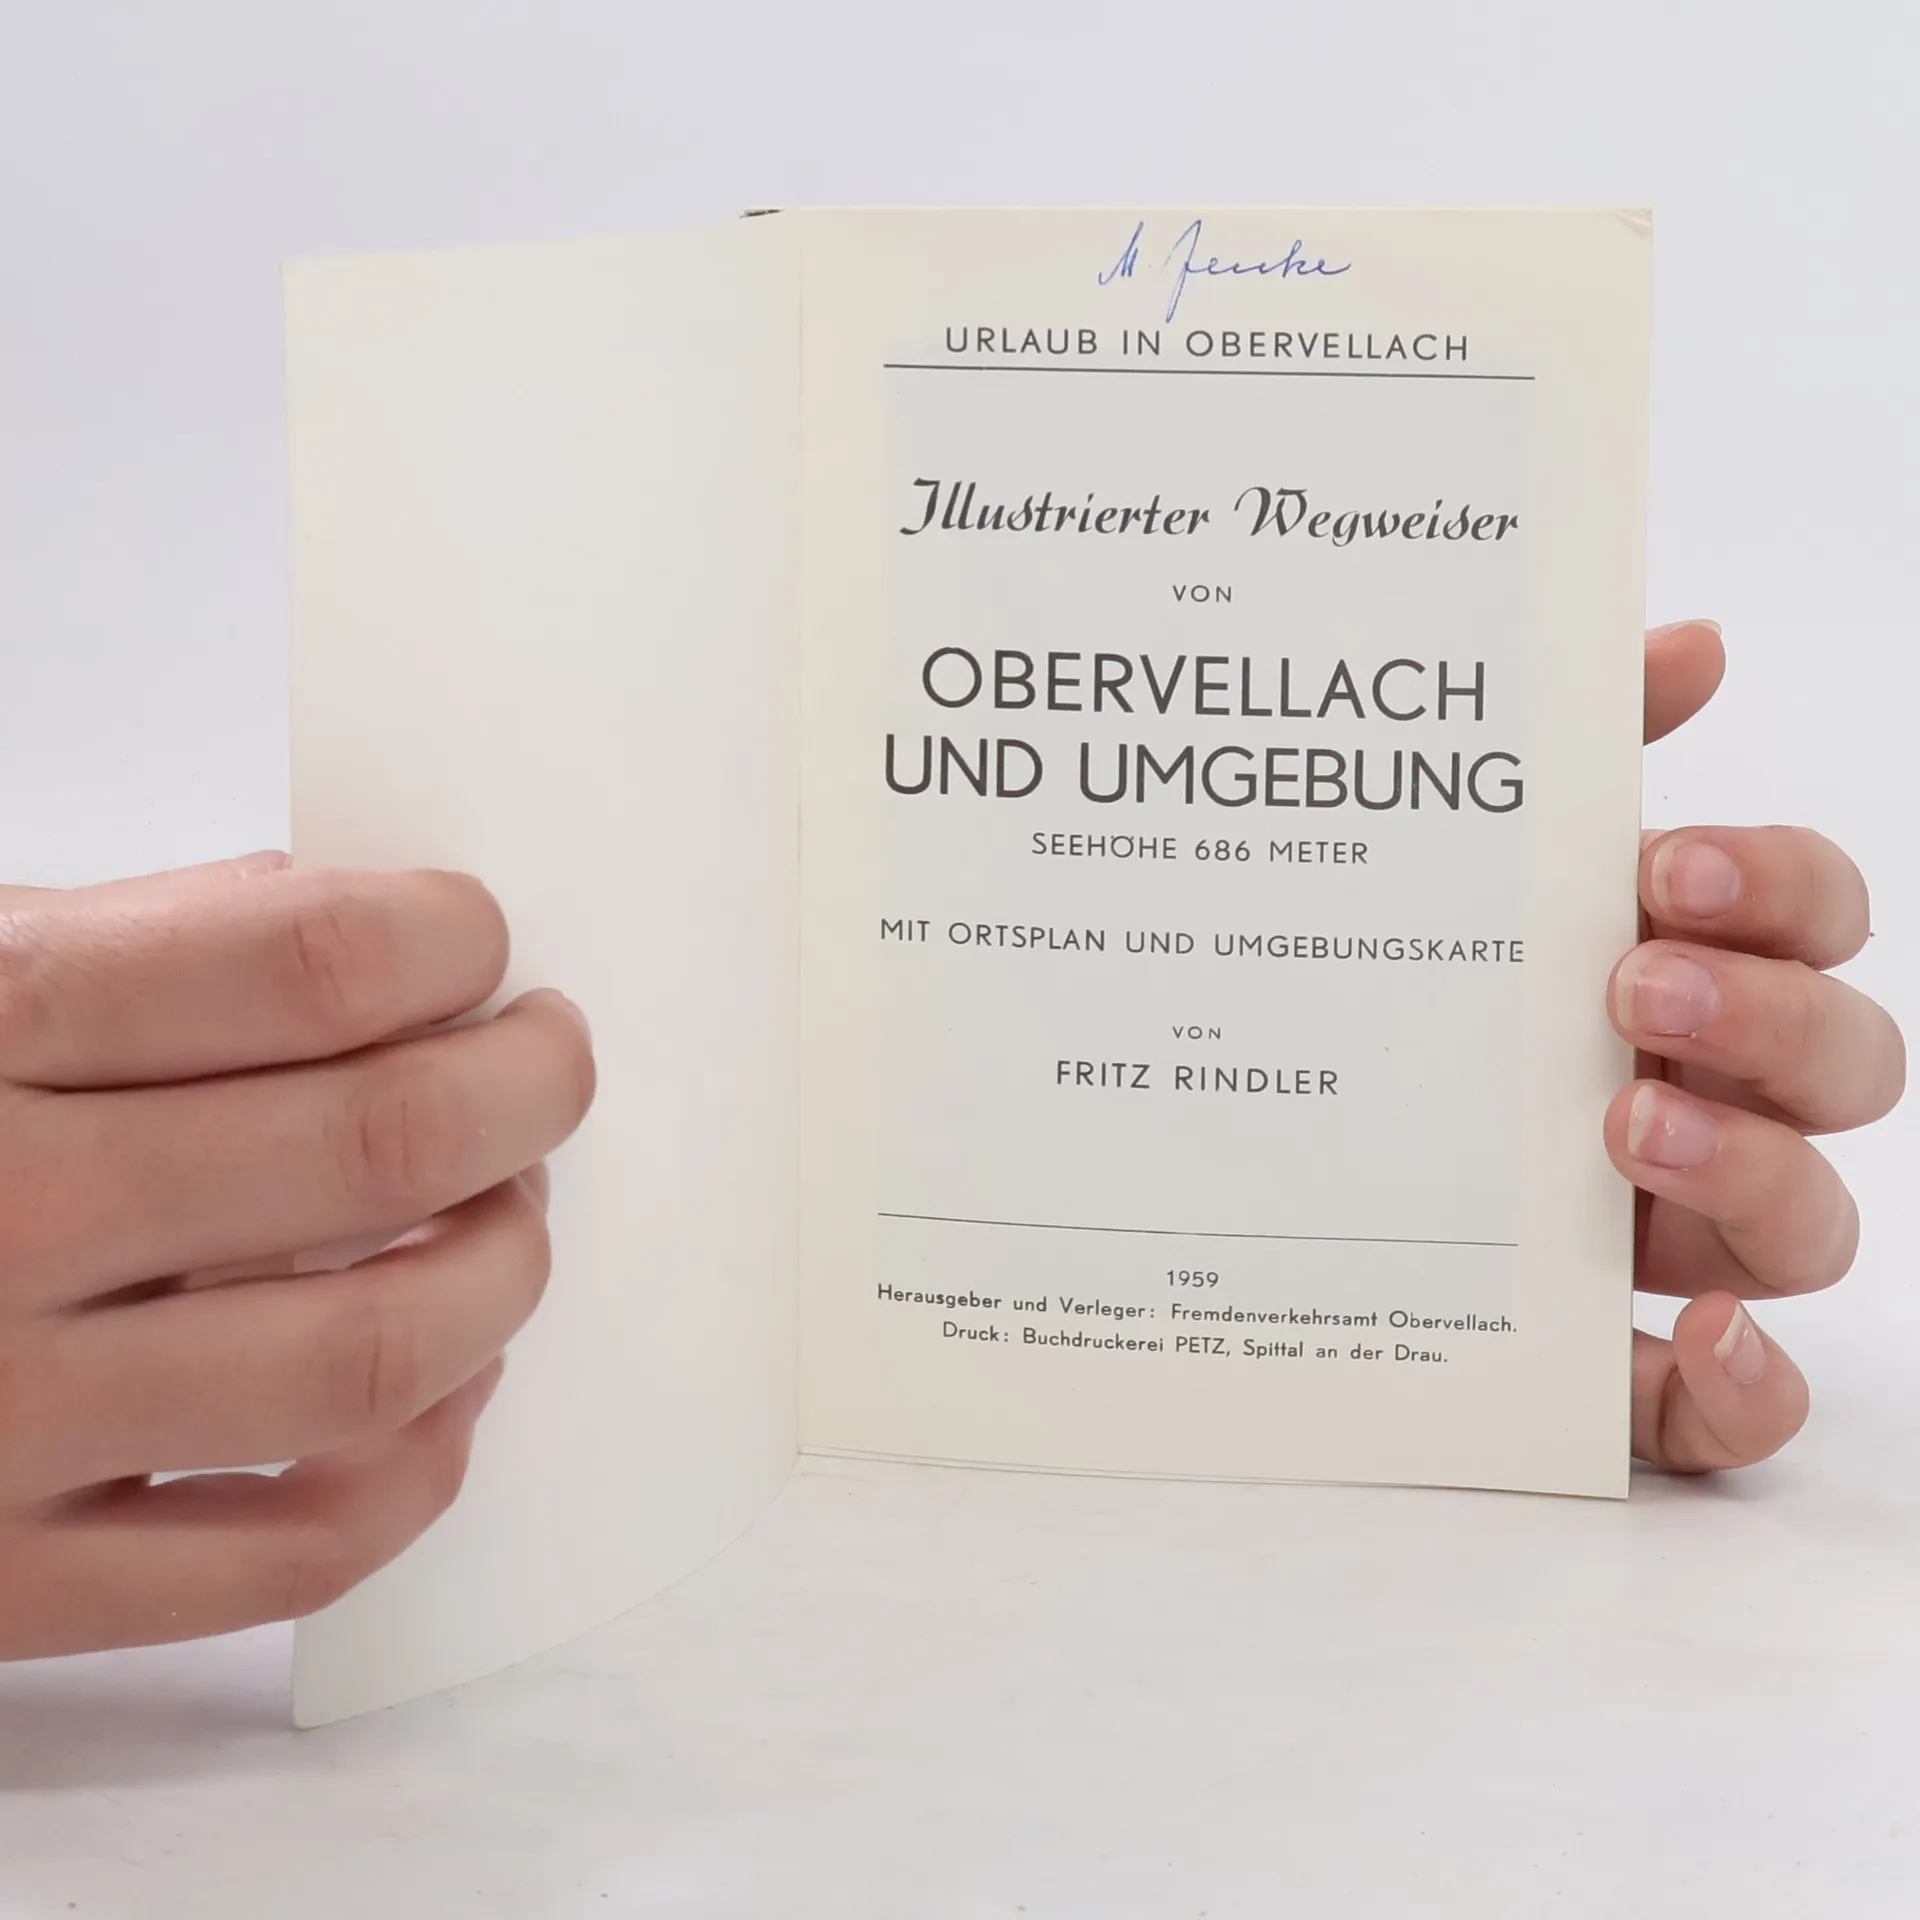 M. Jenke
URLAUB IN OBERVELLACH
Illustrierter Wegweiser
VON
OBERVELLACH
UND UMGEBUNG
SEEHÖHE 686 METER
MIT ORTSPLAN UND UMGEBUNGSKARTE
VON
FRITZ RINDLER
1959
Herausgeber und Verleger: Fremdenverkehrsamt Obervellach.
Druck: Buchdruckerei PETZ, Spittal an der Drau.